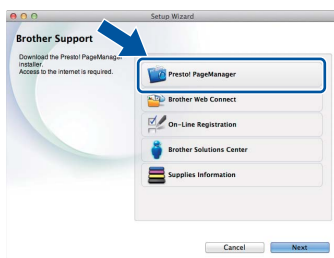 Setup Wizard
Brother Support
Download the Presto! PageManager
installer.
Access to the internet is required.
Presto! PageManager
Brother Web Connect
On-Line Registration
Brother Solutions Center
Supplies Information
Cancel
Next